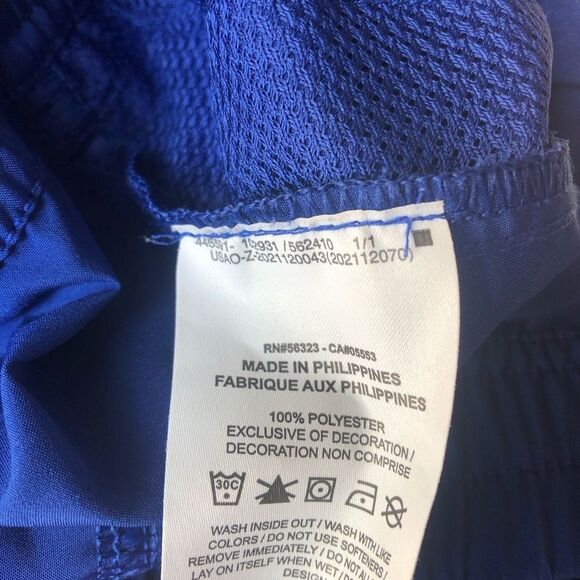 /562410 1/1
USAO-Z-2021120043(202112070)
RN#56323 - CA#05553
MADE IN PHILIPPINES
FABRIQUE AUX PHILIPPINES
100% POLYESTER
EXCLUSIVE OF DECORATION/
DECORATION NON COMPRISE
30C
WASH INSIDE OUT / WASH WITH LIKE
COLORS / DO NOT USE SOFTENERS/
REMOVE IMMEDIATELY / DO NOT
LAY ON ITSELF WHEN WET/